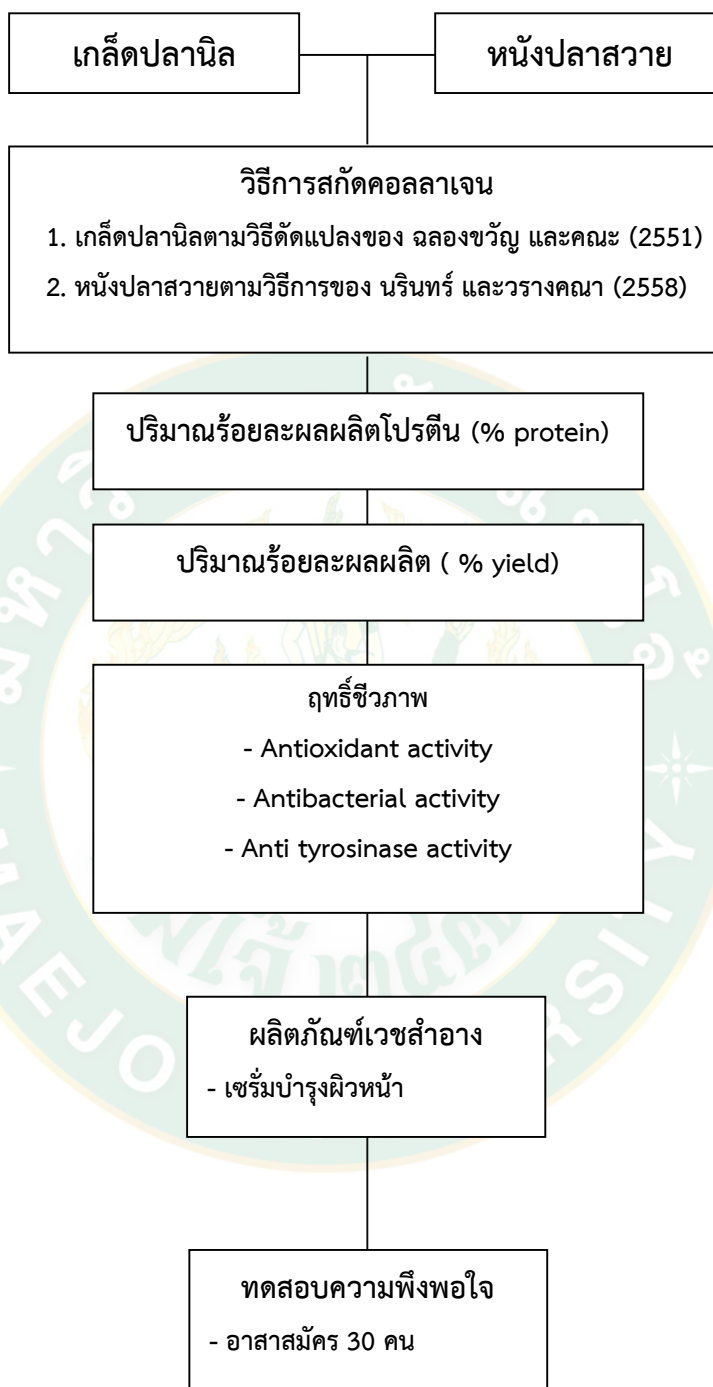 เกล็ดปลานิล
หนังปลาสวาย
วิธีการสกัดคอลลาเจน
1. เกล็ดปลานิลตามวิธีดัดแปลงของ ฉลองขวัญ และคณะ (2551)
2. หนังปลาสวายตามวิธีการของ นรินทร์ และวรางคณา (2558)
ปริมาณร้อยละผลผลิตโปรตีน (% protein)
ปริมาณร้อยละผลผลิต ( % yield)
ฤทธิ์ชีวภาพ
- Antioxidant activity
- Antibacterial activity
- Anti tyrosinase activity
ผลิตภัณฑ์เวชสำอาง
- เซรั่มบำรุงผิวหน้า
ทดสอบความพึงพอใจ
- อาสาสมัคร 30 คน